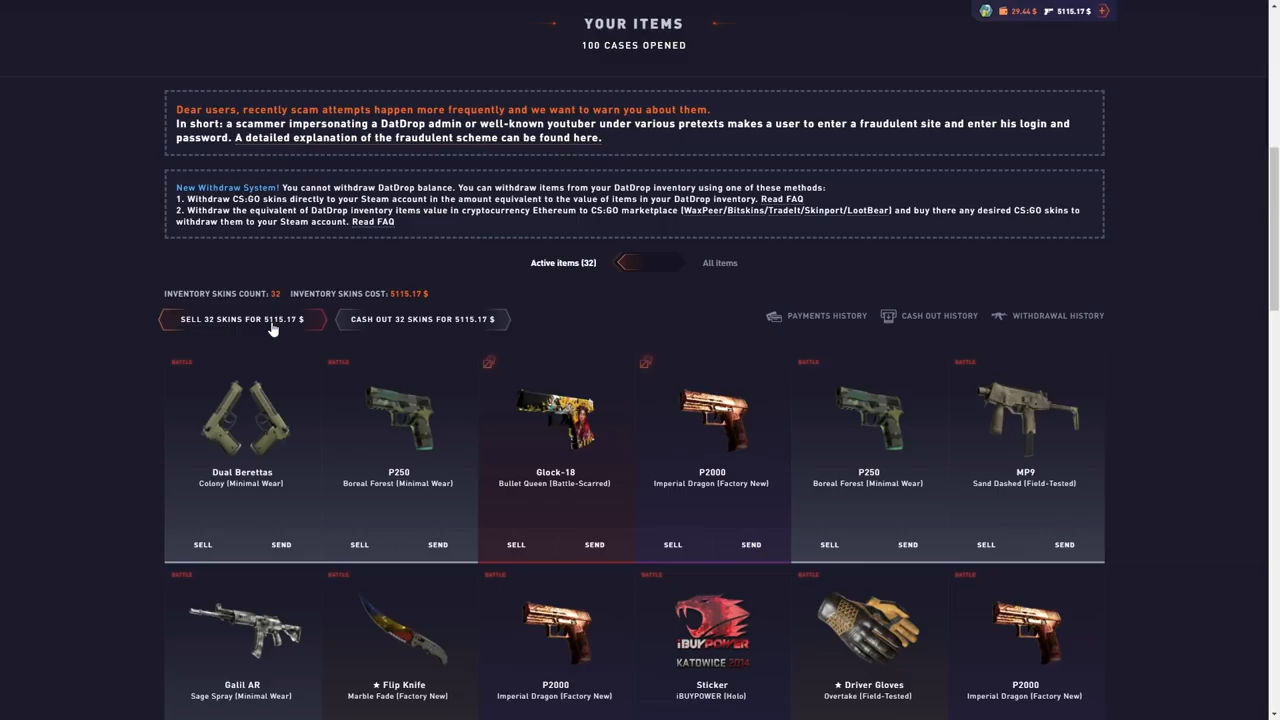 YOUR ITEMS
29.44 $ 5115.17 $
100 CASES OPENED
Dear users, recently scam attempts happen more frequently and we want to warn you about them.
In short: a scammer impersonating a DatDrop admin or well-known youtuber under various pretexts makes a user to enter a fraudulent site and enter his login and
password. A detailed explanation of the fraudulent scheme can be found here.
New Withdraw System! You cannot withdraw DatDrop balance. You can withdraw items from your DatDrop inventory using one of these methods:
1. Withdraw CS:GO skins directly to your Steam account in the amount equivalent to the value of items in your DatDrop inventory. Read FAQ
2. Withdraw the equivalent of DatDrop inventory items value in cryptocurrency Ethereum to CS:GO marketplace (WaxPeer/Bitskins/TradeIt/Skinport/LootBear) and buy there any desired CS:GO skins to
withdraw them to your Steam account. Read FAQ
Active items (32) All items
INVENTORY SKINS COUNT: 32 INVENTORY SKINS COST: 5115.17 $
SELL 32 SKINS FOR 5115.17 $ CASH OUT 32 SKINS FOR 5115.17 $ PAYMENTS HISTORY CASH OUT HISTORY WITHDRAWAL HISTORY
BATTLE BATTLE BATTLE BATTLE
Dual Berettas P250 Glock-18 P2000 P250 MP9
Colony (Minimal Wear) Boreal Forest (Minimal Wear) Bullet Queen (Battle-Scarred) Imperial Dragon (Factory New) Boreal Forest (Minimal Wear) Sand Dashed (Field-Tested)
SELL SEND SELL SEND SELL SEND SELL SEND SELL SEND SELL SEND
BATTLE BATTLE BATTLE BATTLE BATTLE BATTLE
iBUYPOWER
KATOWICE 2014
Galil AR ★ Flip Knife P2000 Sticker ★ Driver Gloves P2000
Sage Spray (Minimal Wear) Marble Fade (Factory New) Imperial Dragon (Factory New) iBUYPOWER (Holo) Overtake (Field-Tested) Imperial Dragon (Factory New)